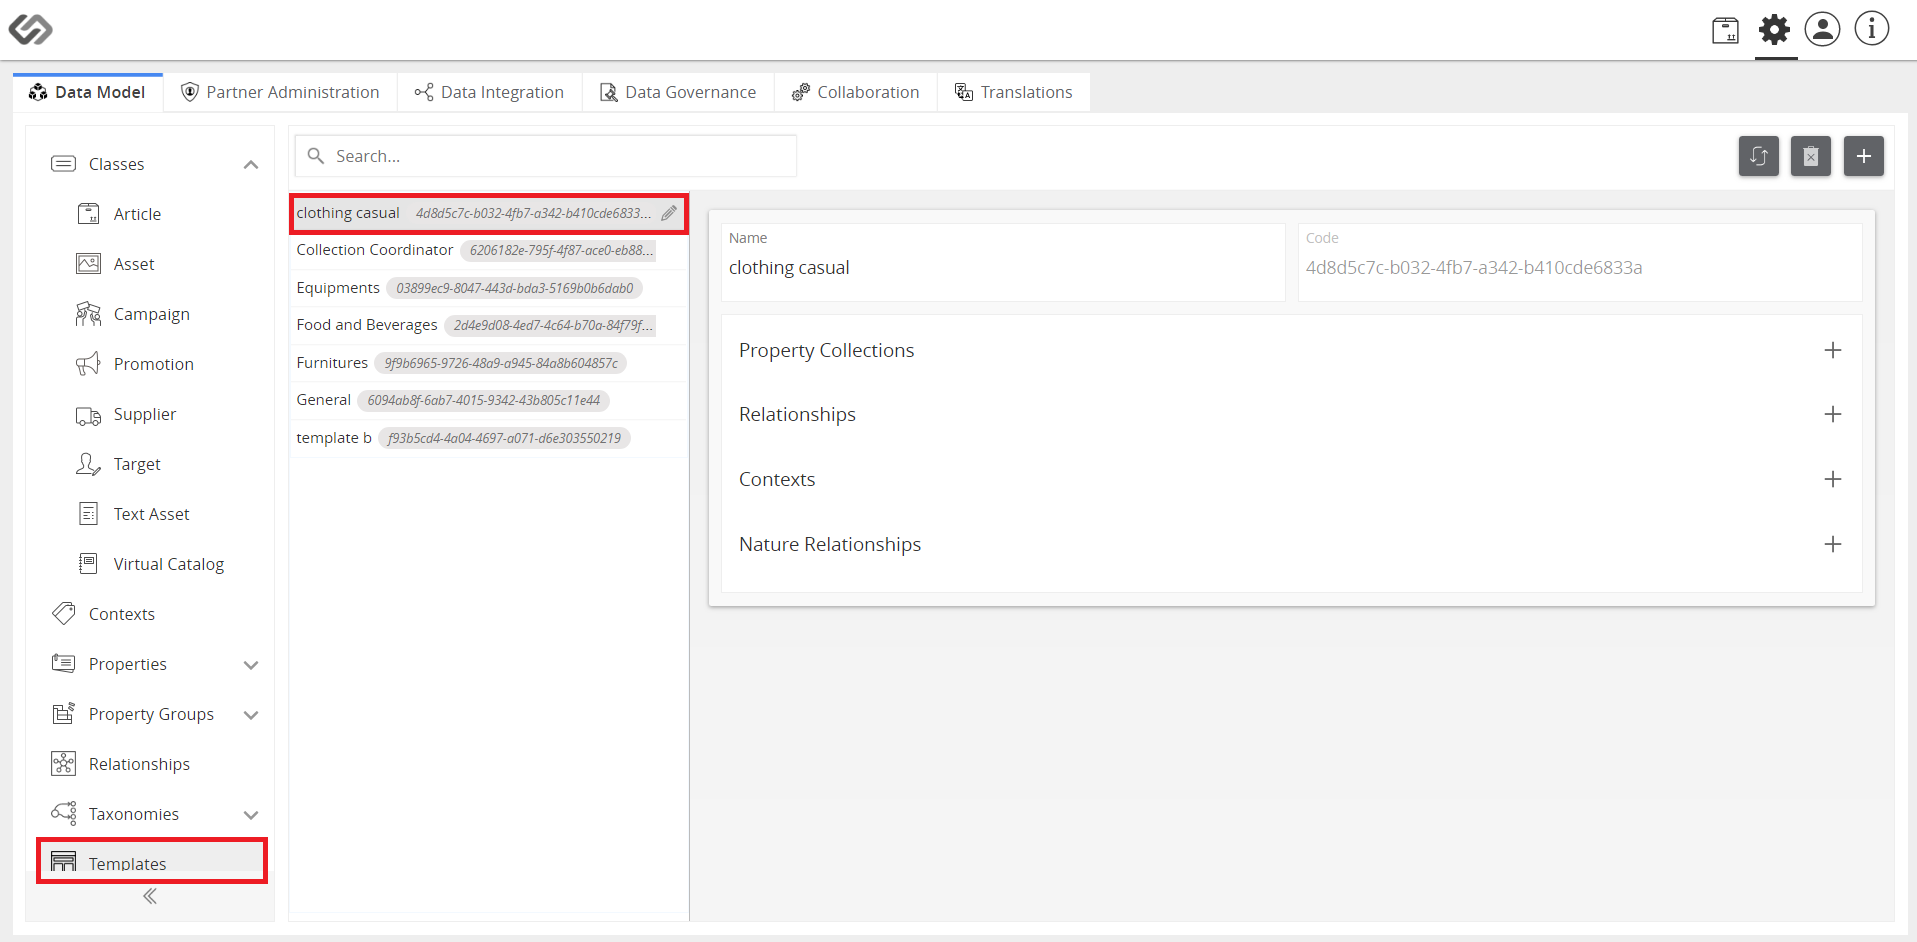 Data Model
Partner Administration
Data Integration
Data Governance
Collaboration
Translations
Classes
Article
Asset
Campaign
Promotion
Supplier
Target
Text Asset
Virtual Catalog
Contexts
Properties
Property Groups
Relationships
Taxonomies
Templates
Search...
clothing casual 4d8d5c7c-b032-4fb7-a342-b410cde6833...
Collection Coordinator 6206182e-795f-4f87-ace0-eb88...
Equipments 03899ec9-8047-443d-bda3-5169b0b6dab0
Food and Beverages 2d4e9d08-4ed7-4c64-b70a-84f79f...
Furnitures 9f9b6965-9726-48a9-a945-84a8b604857c
General 6094ab8f-6ab7-4015-9342-43b805c11e44
template b f93b5cd4-4a04-4697-a071-d6e303550219
Name
clothing casual
Code
4d8d5c7c-b032-4fb7-a342-b410cde6833a
Property Collections
Relationships
Contexts
Nature Relationships